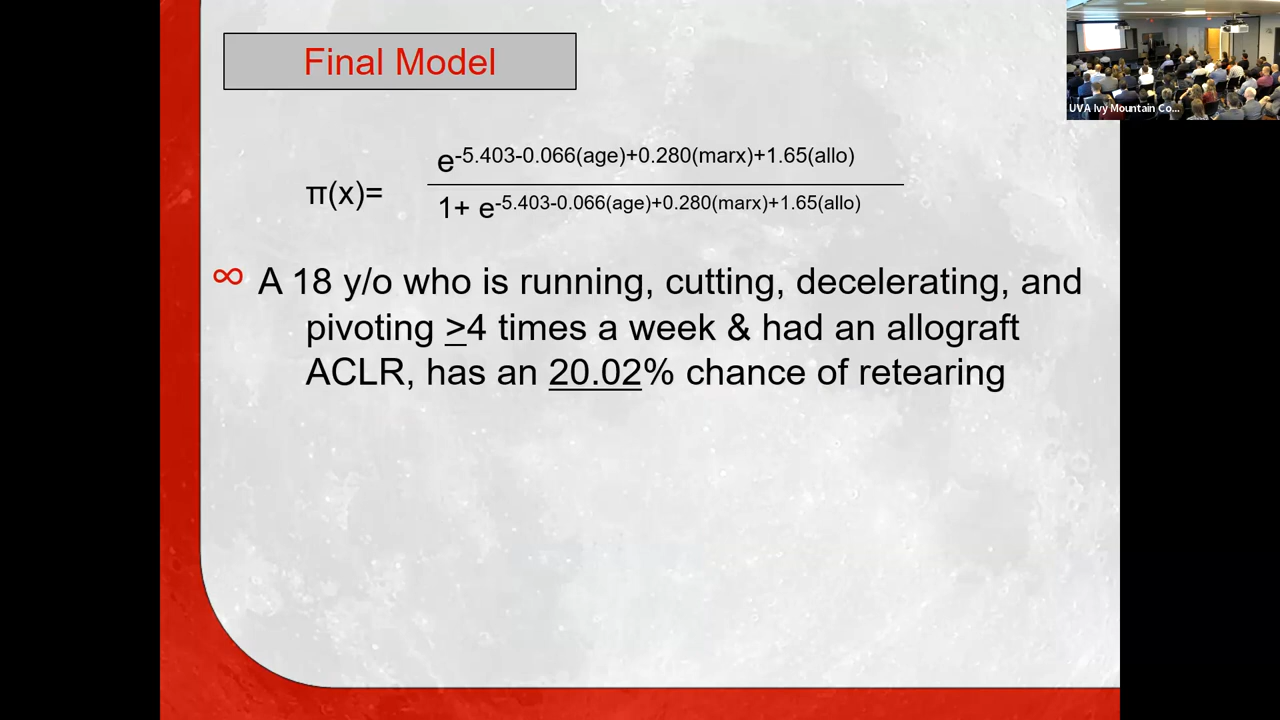 Final Model
π(x)=
e-5.403-0.066(age)+0.280(marx)+1.65(allo)
1+ e-5.403-0.066(age)+0.280(marx)+1.65(allo)
∞ A 18 y/o who is running, cutting, decelerating, and
pivoting >4 times a week & had an allograft
ACLR, has an 20.02% chance of retearing
UVA Ivy Mountain Co...